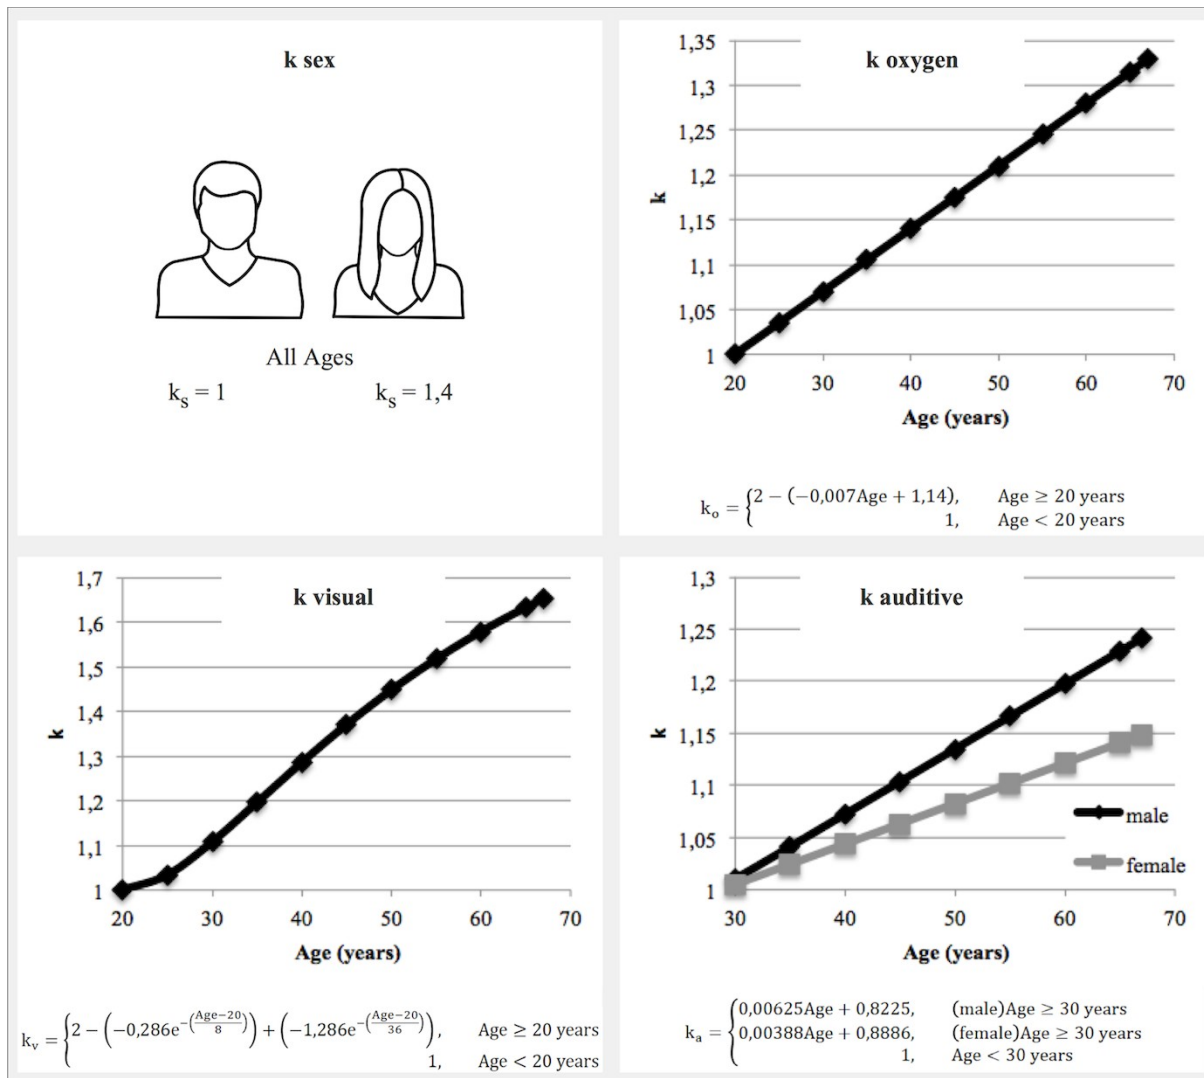 k sex
All Ages
kₛ = 1 kₛ = 1,4
k oxygen
1,35
1,3
1,25
1,2
1,15
1,1
1,05
1
k
20 30 40 50 60 70
Age (years)
kₒ = {2 − (−0,007Age + 1,14), Age ≥ 20 years
1, Age < 20 years
k visual
1,7
1,6
1,5
1,4
1,3
1,2
1,1
1
k
20 30 40 50 60 70
Age (years)
kᵥ = {2 − (−0,286e^−(Age−20/8)) + (−1,286e^−(Age−20/36)), Age ≥ 20 years
1, Age < 20 years
k auditive
1,3
1,25
1,2
1,15
1,1
1,05
1
k
male
female
30 40 50 60 70
Age (years)
kₐ = {0,00625Age + 0,8225, (male)Age ≥ 30 years
0,00388Age + 0,8886, (female)Age ≥ 30 years
1, Age < 30 years